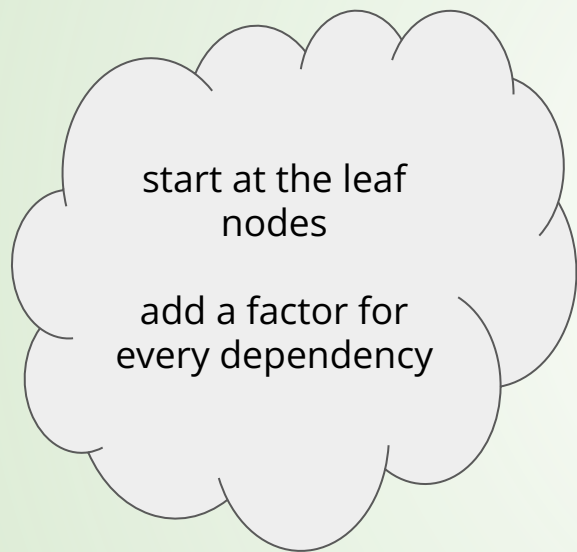 start at the leaf
nodes
add a factor for
every dependency